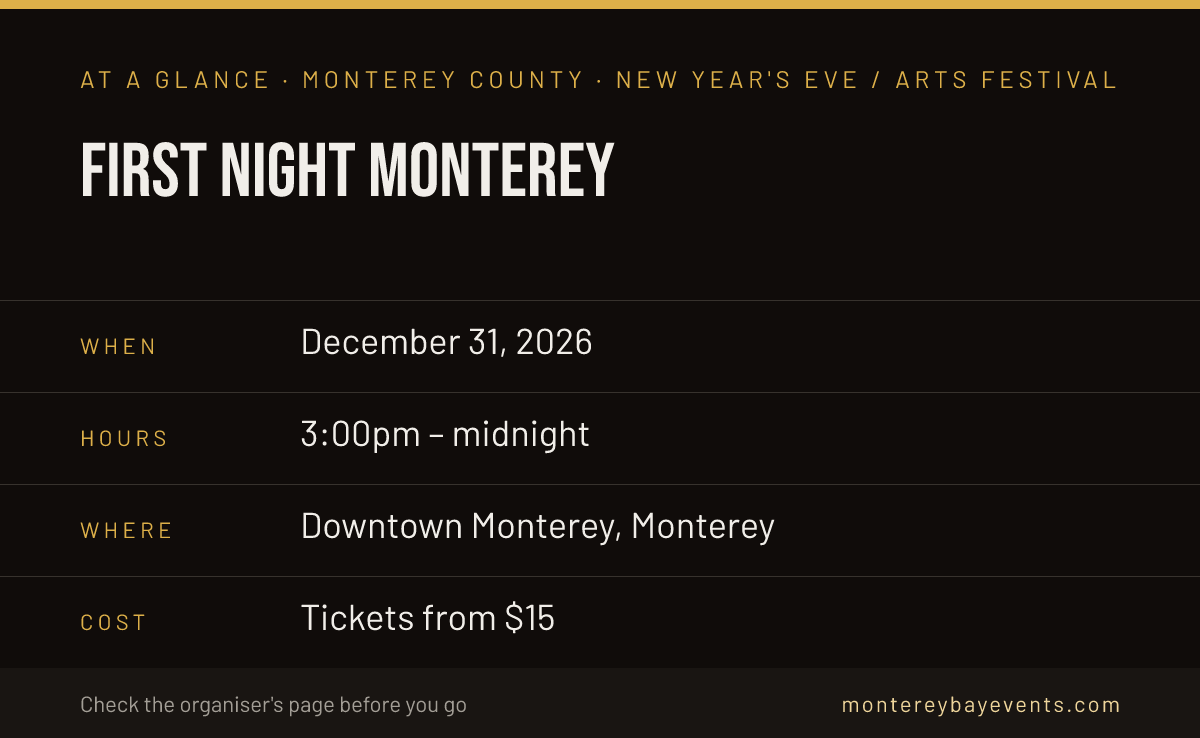 AT A GLANCE · MONTEREY COUNTY · NEW YEAR'S EVE / ARTS FESTIVAL
FIRST NIGHT MONTEREY
WHEN December 31, 2026
HOURS 3:00pm – midnight
WHERE Downtown Monterey, Monterey
COST Tickets from $15
Check the organiser's page before you go montereybayevents.com